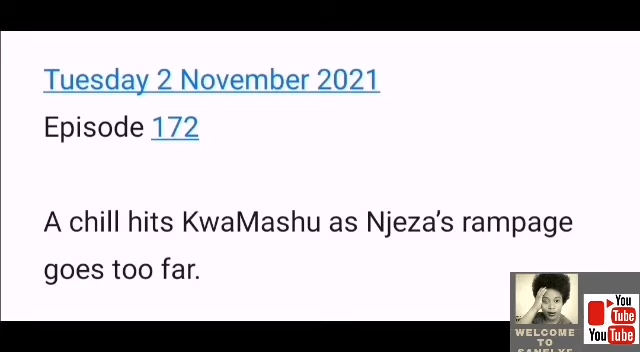 Tuesday 2 November 2021
Episode 172
A chill hits KwaMashu as Njeza's rampage
goes too far.
WELCOME
TO
You
Tube
YouTube